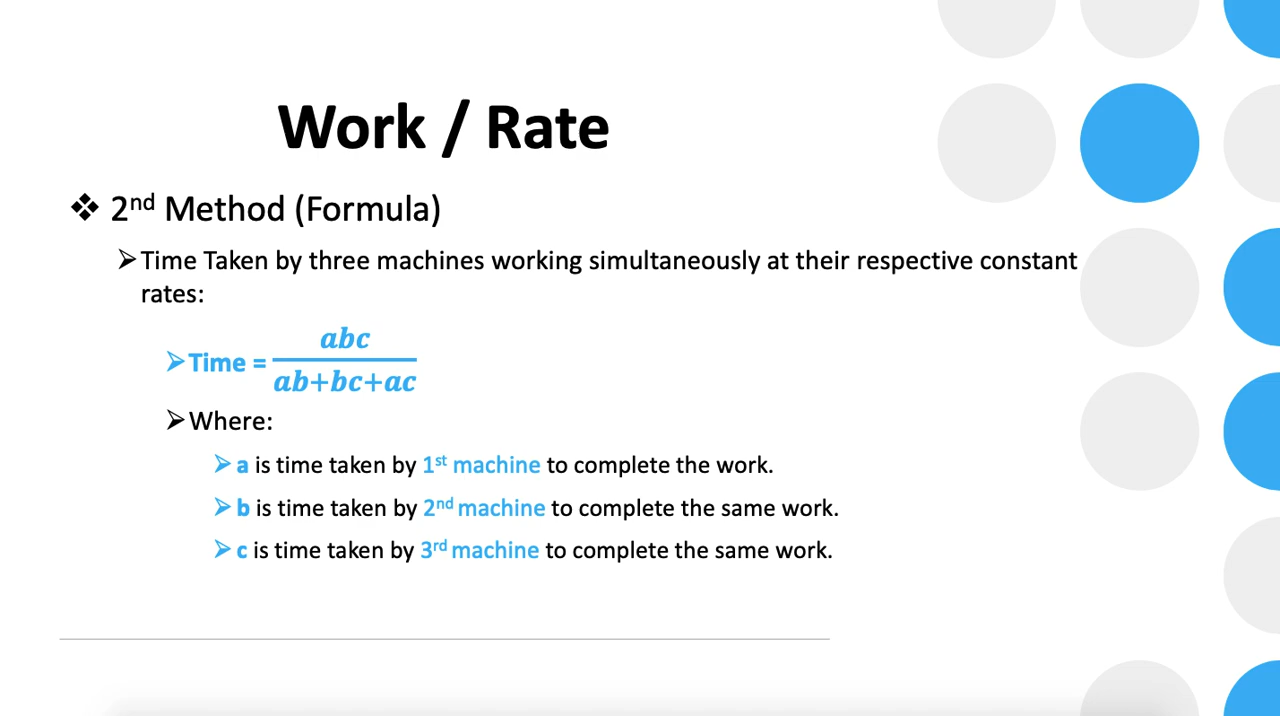 Work / Rate
❖ 2nd Method (Formula)
➢ Time Taken by three machines working simultaneously at their respective constant
rates:
➢ Time = abc / ab+bc+ac
➢ Where:
➢ a is time taken by 1st machine to complete the work.
➢ b is time taken by 2nd machine to complete the same work.
➢ c is time taken by 3rd machine to complete the same work.